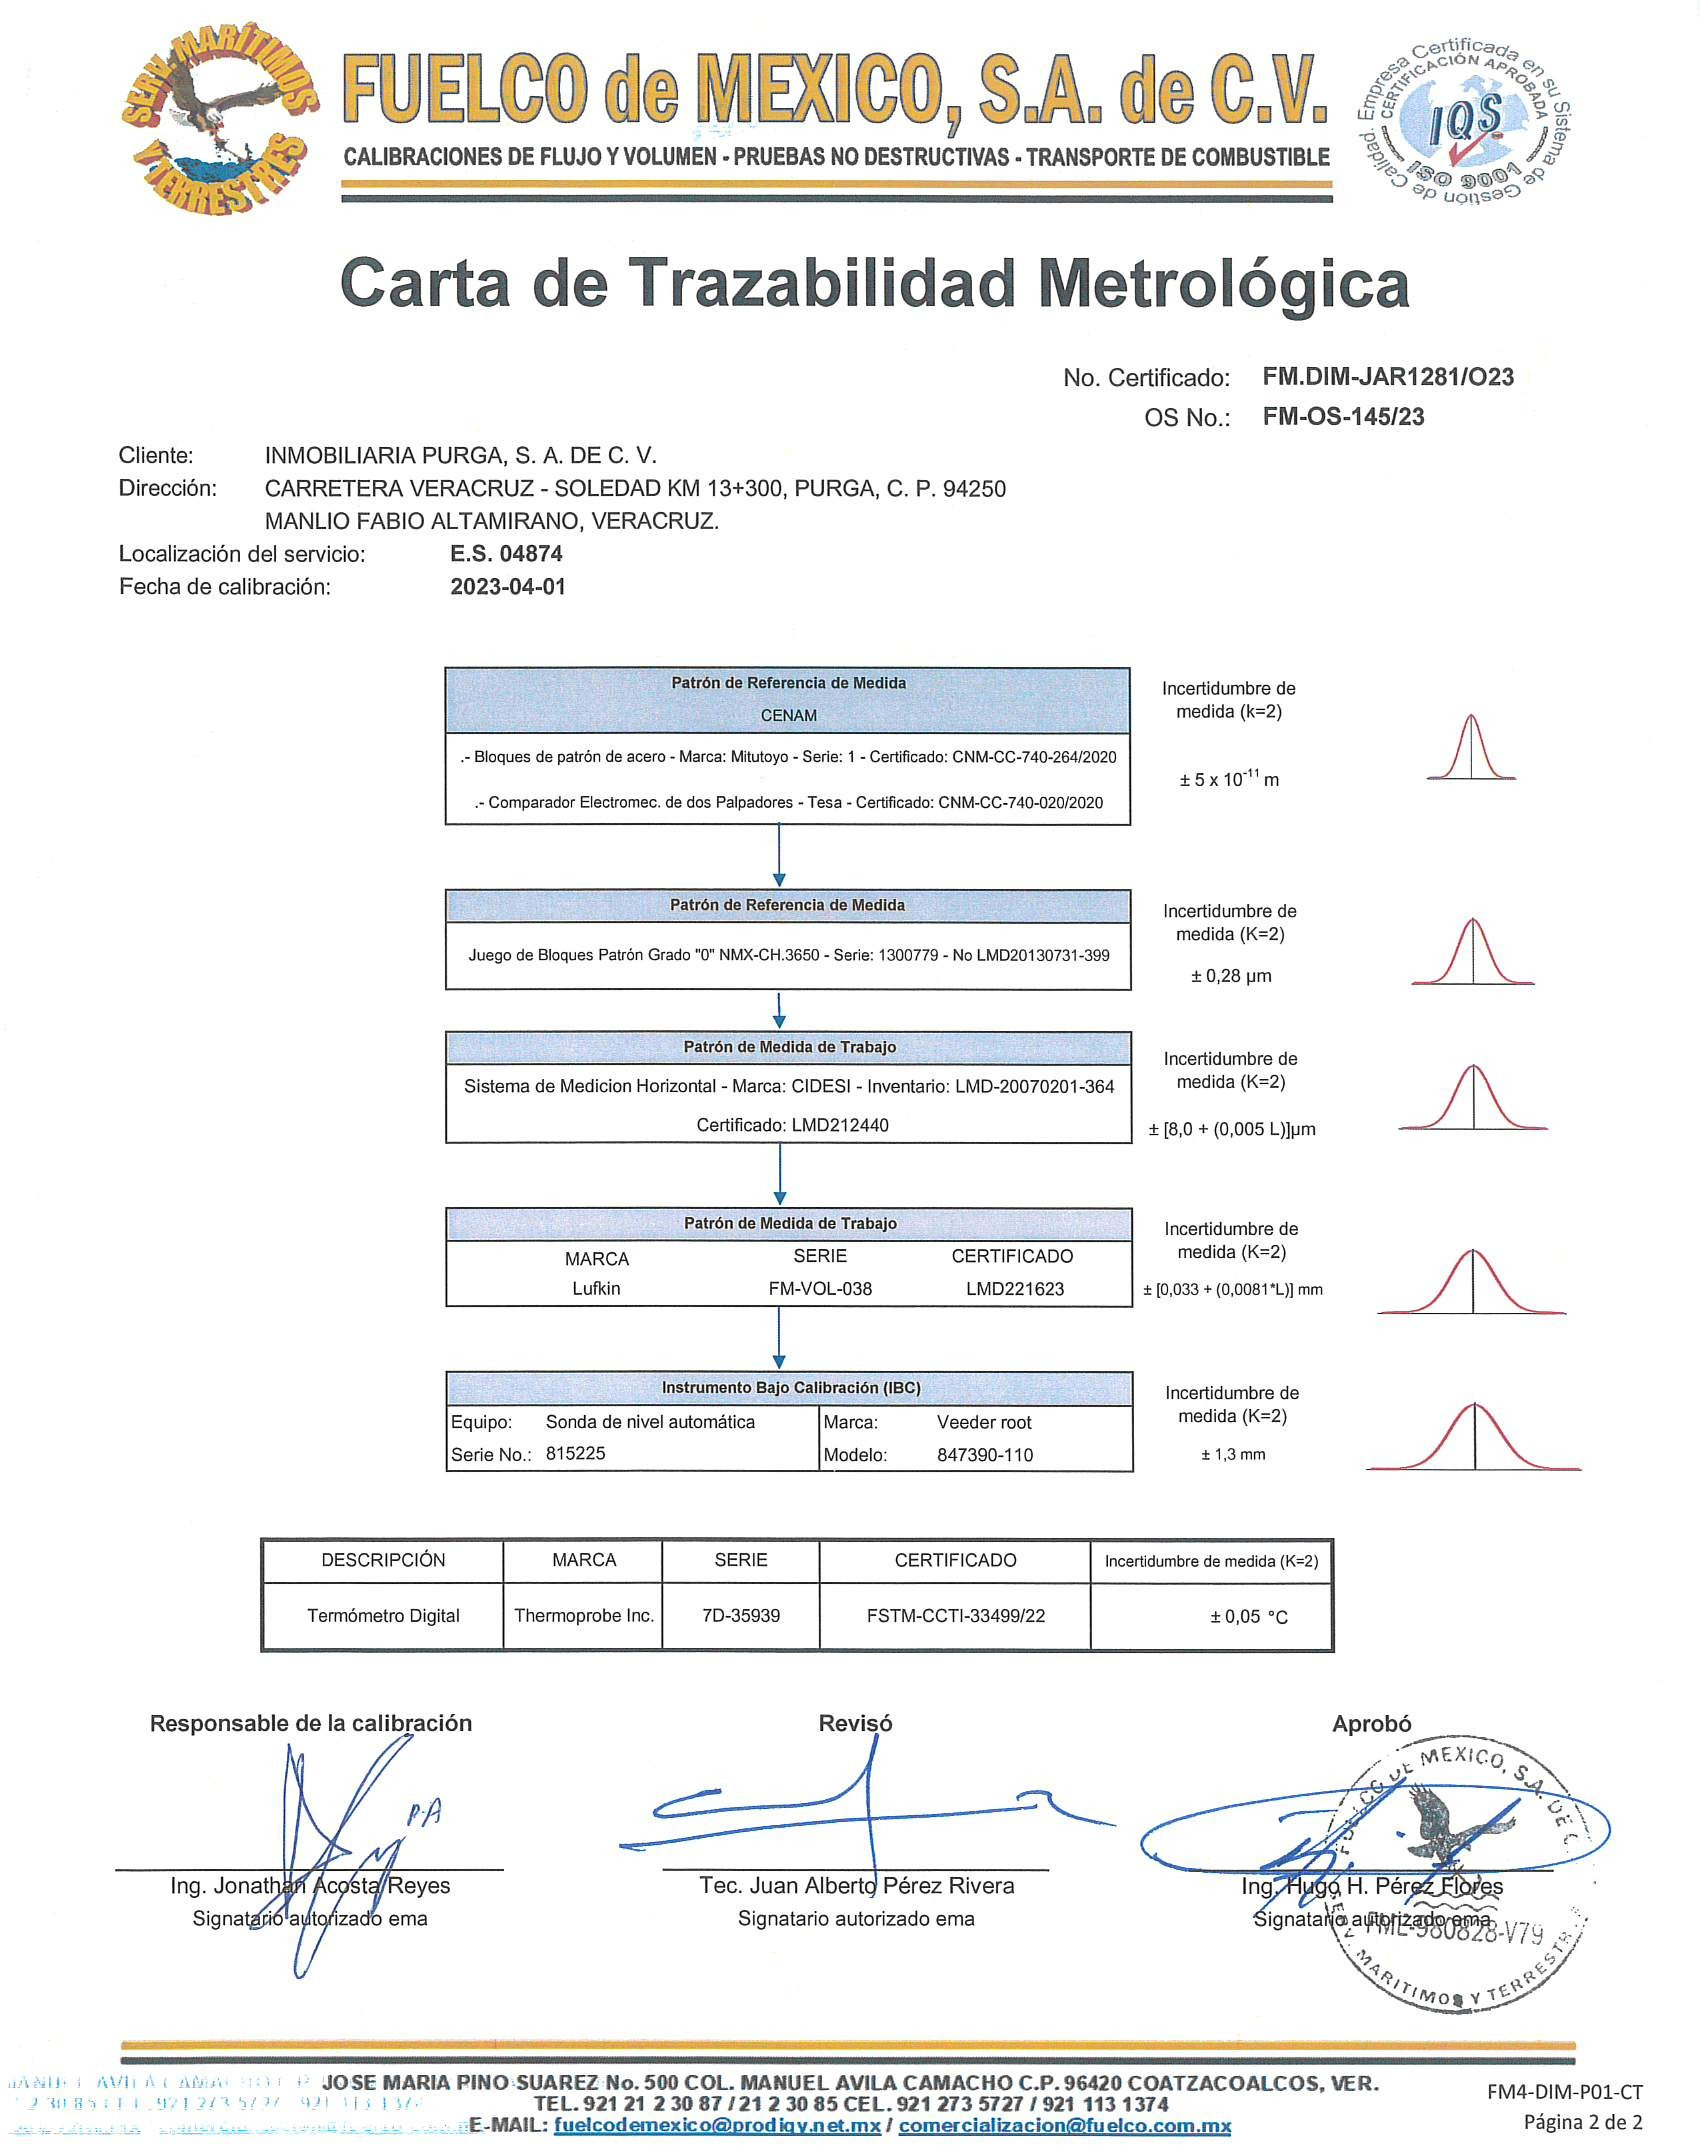 SERV. MARÍTIMOS
Y TERRESTRES
FUELCO de MEXICO, S.A. de C.V.
CALIBRACIONES DE FLUJO Y VOLUMEN - PRUEBAS NO DESTRUCTIVAS - TRANSPORTE DE COMBUSTIBLE
Empresa Certificada en su Sistema de Gestión de Calidad.
CERTIFICACIÓN APROBADA
IQS
ISO 9001
Carta de Trazabilidad Metrológica
No. Certificado: FM.DIM-JAR1281/O23
OS No.: FM-OS-145/23
Cliente: INMOBILIARIA PURGA, S. A. DE C. V.
Dirección: CARRETERA VERACRUZ - SOLEDAD KM 13+300, PURGA, C. P. 94250
MANLIO FABIO ALTAMIRANO, VERACRUZ.
Localización del servicio: E.S. 04874
Fecha de calibración: 2023-04-01
Patrón de Referencia de Medida
CENAM
.- Bloques de patrón de acero - Marca: Mitutoyo - Serie: 1 - Certificado: CNM-CC-740-264/2020
.- Comparador Electromec. de dos Palpadores - Tesa - Certificado: CNM-CC-740-020/2020
Incertidumbre de
medida (k=2)
± 5 x 10⁻¹¹ m
Patrón de Referencia de Medida
Juego de Bloques Patrón Grado "0" NMX-CH.3650 - Serie: 1300779 - No LMD20130731-399
Incertidumbre de
medida (K=2)
± 0,28 µm
Patrón de Medida de Trabajo
Sistema de Medicion Horizontal - Marca: CIDESI - Inventario: LMD-20070201-364
Certificado: LMD212440
Incertidumbre de
medida (K=2)
± [8,0 + (0,005 L)]µm
Patrón de Medida de Trabajo
MARCA SERIE CERTIFICADO
Lufkin FM-VOL-038 LMD221623
Incertidumbre de
medida (K=2)
± [0,033 + (0,0081*L)] mm
Instrumento Bajo Calibración (IBC)
Equipo: Sonda de nivel automática Marca: Veeder root
Serie No.: 815225 Modelo: 847390-110
Incertidumbre de
medida (K=2)
± 1,3 mm
DESCRIPCIÓN MARCA SERIE CERTIFICADO Incertidumbre de medida (K=2)
Termómetro Digital Thermoprobe Inc. 7D-35939 FSTM-CCTI-33499/22 ± 0,05 °C
Responsable de la calibración Revisó Aprobó
P.A
Ing. Jonathan Acosta Reyes Tec. Juan Alberto Pérez Rivera Ing. Hugo H. Pérez Flores
Signatario autorizado ema Signatario autorizado ema Signatario autorizado ema
FUELCO DE MEXICO, S.A. DE C.
FML-980828-V79
SERV. MARITIMOS Y TERRESTR
JOSE MARIA PINO SUAREZ No. 500 COL. MANUEL AVILA CAMACHO C.P. 96420 COATZACOALCOS, VER.
TEL. 921 21 2 30 87 / 21 2 30 85 CEL. 921 273 5727 / 921 113 1374
E-MAIL: fuelcodemexico@prodigy.net.mx / comercializacion@fuelco.com.mx
FM4-DIM-P01-CT
Página 2 de 2